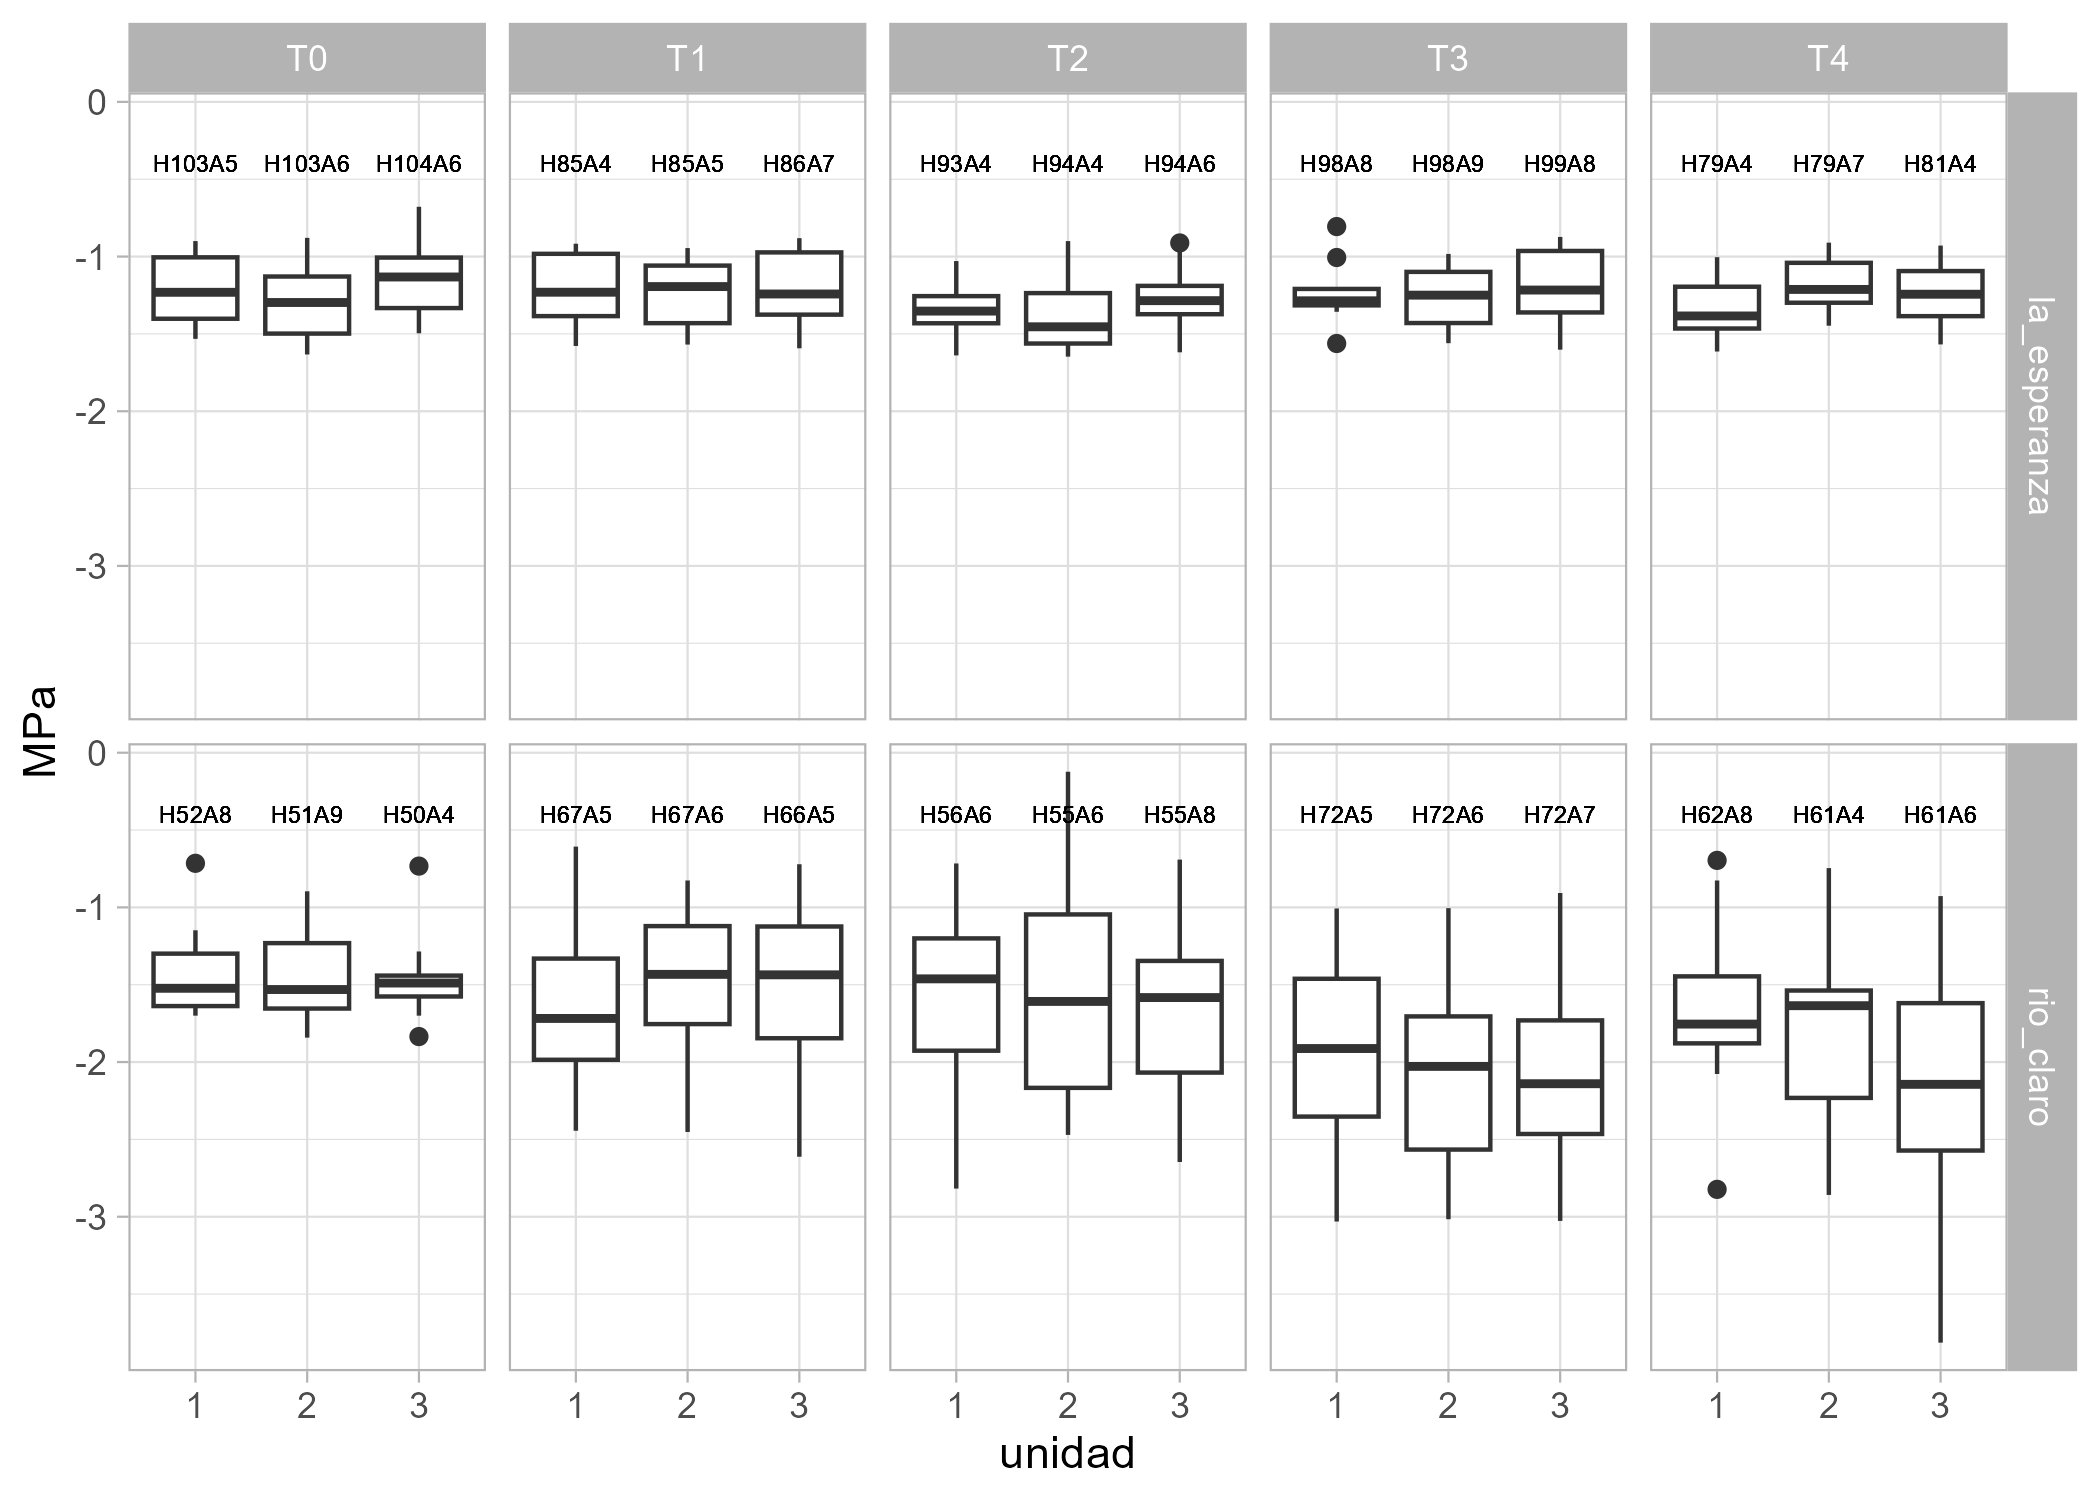 T0 T1 T2 T3 T4
0
H103A5 H103A6 H104A6 H85A4 H85A5 H86A7 H93A4 H94A4 H94A6 H98A8 H98A9 H99A8 H79A4 H79A7 H81A4
-1
-2
-3
la_esperanza
MPa
0
H52A8 H51A9 H50A4 H67A5 H67A6 H66A5 H56A6 H55A6 H55A8 H72A5 H72A6 H72A7 H62A8 H61A4 H61A6
-1
-2
-3
rio_claro
1 2 3 1 2 3 1 2 3 1 2 3 1 2 3
unidad